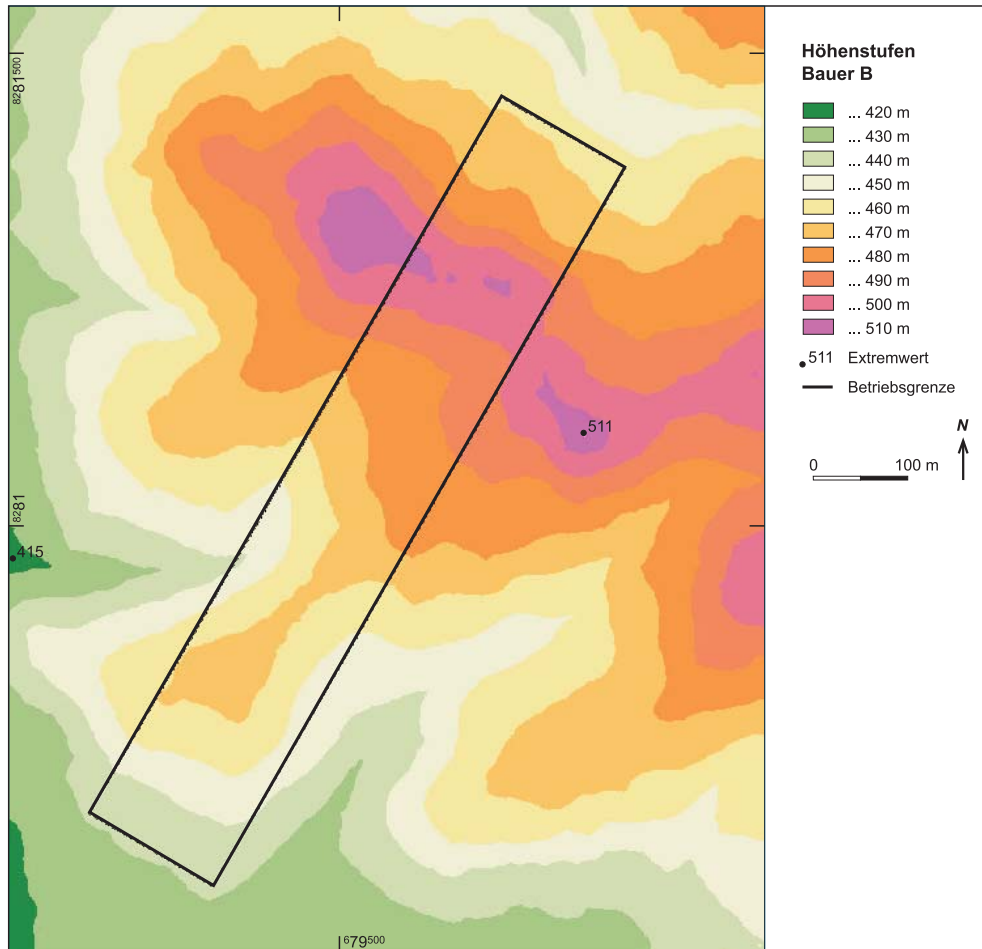 8281500
8281
679500
415
511
Höhenstufen
Bauer B
... 420 m
... 430 m
... 440 m
... 450 m
... 460 m
... 470 m
... 480 m
... 490 m
... 500 m
... 510 m
511 Extremwert
Betriebsgrenze
N
0 100 m